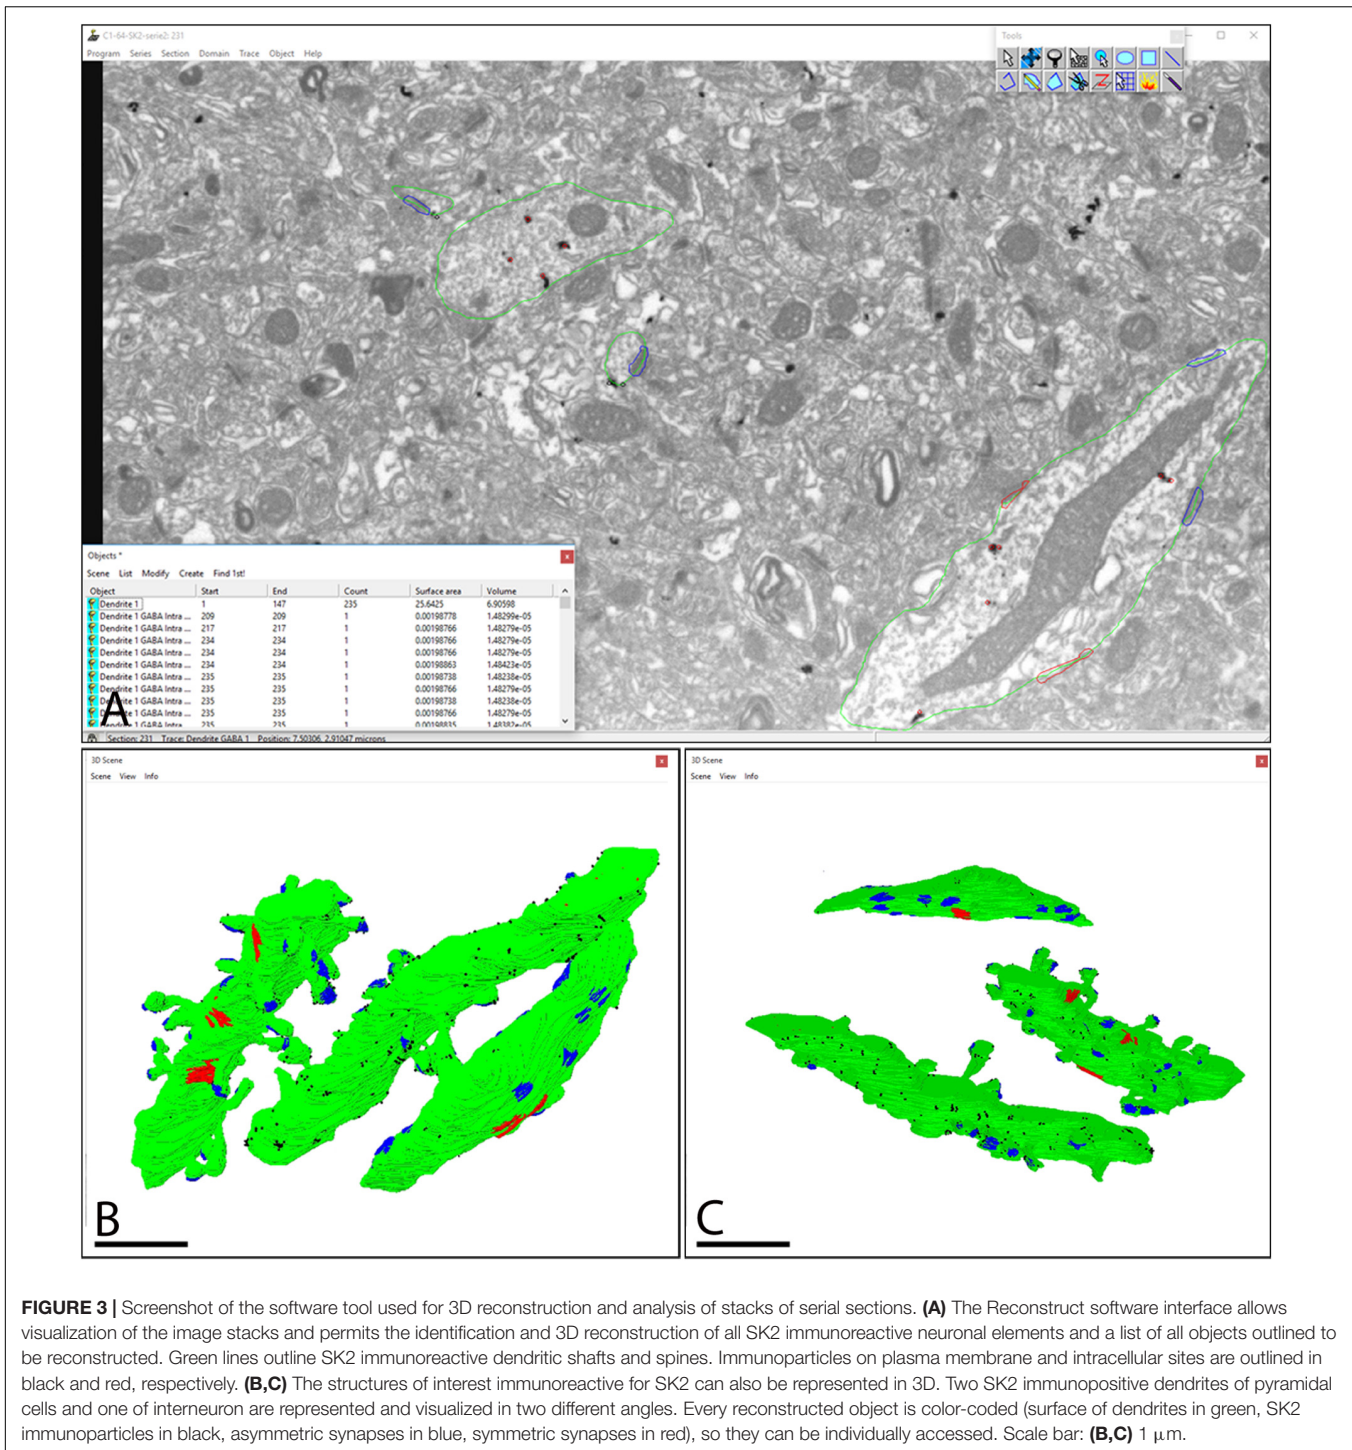 C1-64-SK2-serie2: 231
Tools
Program Series Section Domain Trace Object Help
Objects *
Scene List Modify Create Find 1st!
Object Start End Count Surface area Volume
Dendrite 1 1 147 235 25.6425 6.90598
Dendrite 1 GABA Intra ... 209 209 1 0.00198778 1.48299e-05
Dendrite 1 GABA Intra ... 217 217 1 0.00198766 1.48279e-05
Dendrite 1 GABA Intra ... 234 234 1 0.00198766 1.48279e-05
Dendrite 1 GABA Intra ... 234 234 1 0.00198766 1.48279e-05
Dendrite 1 GABA Intra ... 234 234 1 0.00198863 1.48423e-05
Dendrite 1 GABA Intra ... 235 235 1 0.00198738 1.48238e-05
Dendrite 1 GABA Intra ... 235 235 1 0.00198766 1.48279e-05
Dendrite 1 GABA Intra ... 235 235 1 0.00198738 1.48238e-05
Dendrite 1 GABA Intra ... 235 235 1 0.00198766 1.48279e-05
Dendrite 1 GABA Intra ... 235 235 1 0.00198835 1.48382e-05
A
Section: 231 Trace: Dendrite GABA 1 Position: 7.50306, 2.91047 microns
3D Scene
Scene View Info
B
3D Scene
Scene View Info
C
FIGURE 3 | Screenshot of the software tool used for 3D reconstruction and analysis of stacks of serial sections. (A) The Reconstruct software interface allows
visualization of the image stacks and permits the identification and 3D reconstruction of all SK2 immunoreactive neuronal elements and a list of all objects outlined to
be reconstructed. Green lines outline SK2 immunoreactive dendritic shafts and spines. Immunoparticles on plasma membrane and intracellular sites are outlined in
black and red, respectively. (B,C) The structures of interest immunoreactive for SK2 can also be represented in 3D. Two SK2 immunopositive dendrites of pyramidal
cells and one of interneuron are represented and visualized in two different angles. Every reconstructed object is color-coded (surface of dendrites in green, SK2
immunoparticles in black, asymmetric synapses in blue, symmetric synapses in red), so they can be individually accessed. Scale bar: (B,C) 1 μm.